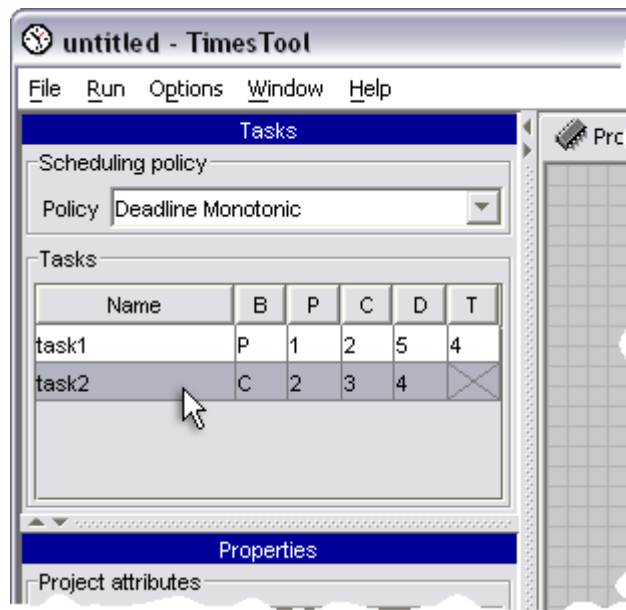 untitled - TimesTool
File Run Options Window Help
Tasks
Scheduling policy
Policy Deadline Monotonic
Tasks
Name B P C D T
task1 P 1 2 5 4
task2 C 2 3 4
Properties
Project attributes
Prc